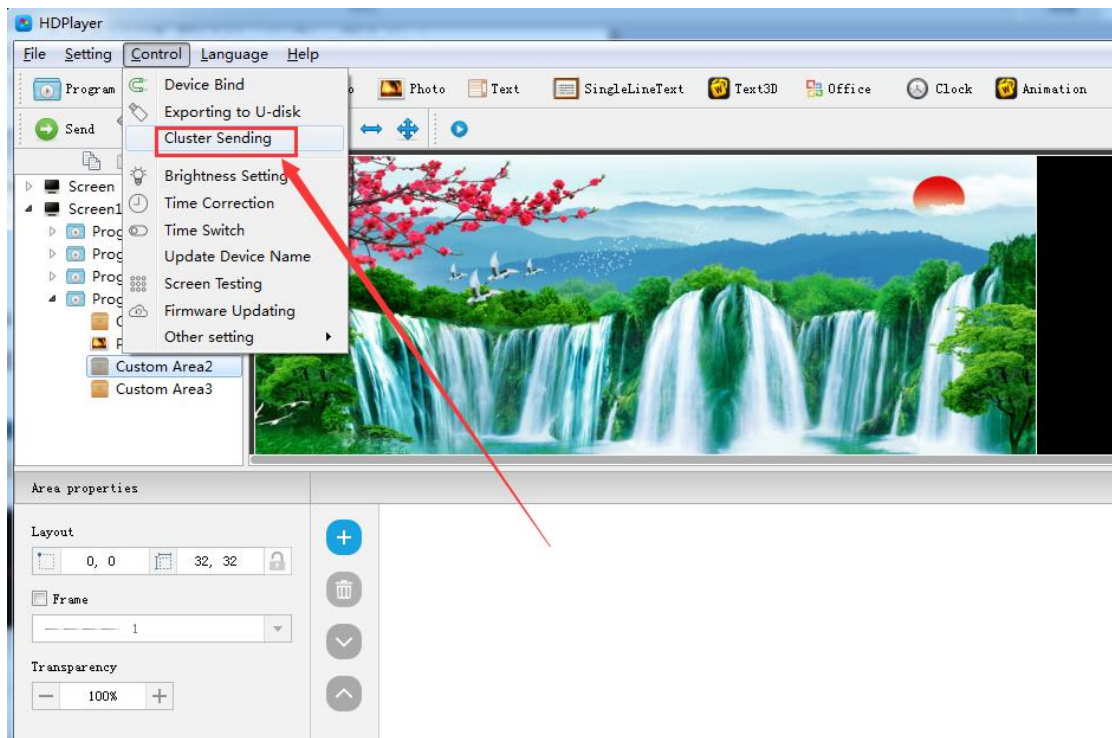 HDPlayer
File Setting Control Language Help
Program Photo Text SingleLineText Text3D Office Clock Animation
Send
Device Bind
Exporting to U-disk
Cluster Sending
Brightness Setting
Time Correction
Time Switch
Update Device Name
Screen Testing
Firmware Updating
Other setting
Screen
Screen1
Prog
Prog
Prog
Prog
Custom Area2
Custom Area3
Area properties
Layout
0, 0 32, 32
Frame
1
Transparency
100%